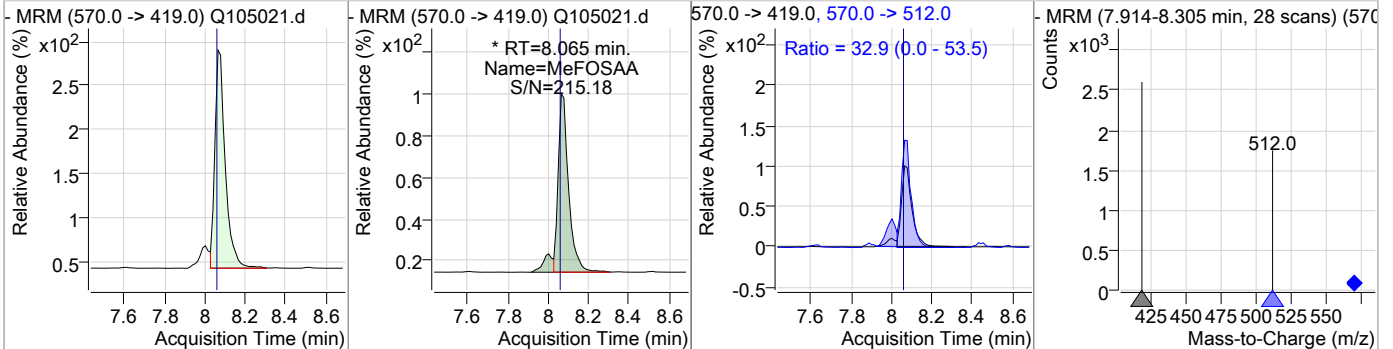 - MRM (570.0 -> 419.0) Q105021.d
x10²
Relative Abundance (%)
2.5
2
1.5
1
0.5
7.6 7.8 8 8.2 8.4 8.6
Acquisition Time (min)
- MRM (570.0 -> 419.0) Q105021.d
x10²
Relative Abundance (%)
* RT=8.065 min.
Name=MeFOSAA
S/N=215.18
1
0.8
0.6
0.4
0.2
7.6 7.8 8 8.2 8.4 8.6
Acquisition Time (min)
570.0 -> 419.0, 570.0 -> 512.0
x10²
Relative Abundance (%)
Ratio = 32.9 (0.0 - 53.5)
2
1.5
1
0.5
0
-0.5
7.6 7.8 8 8.2 8.4 8.6
Acquisition Time (min)
- MRM (7.914-8.305 min, 28 scans) (570
x10³
Counts
512.0
2.5
2
1.5
1
0.5
0
425 450 475 500 525 550
Mass-to-Charge (m/z)